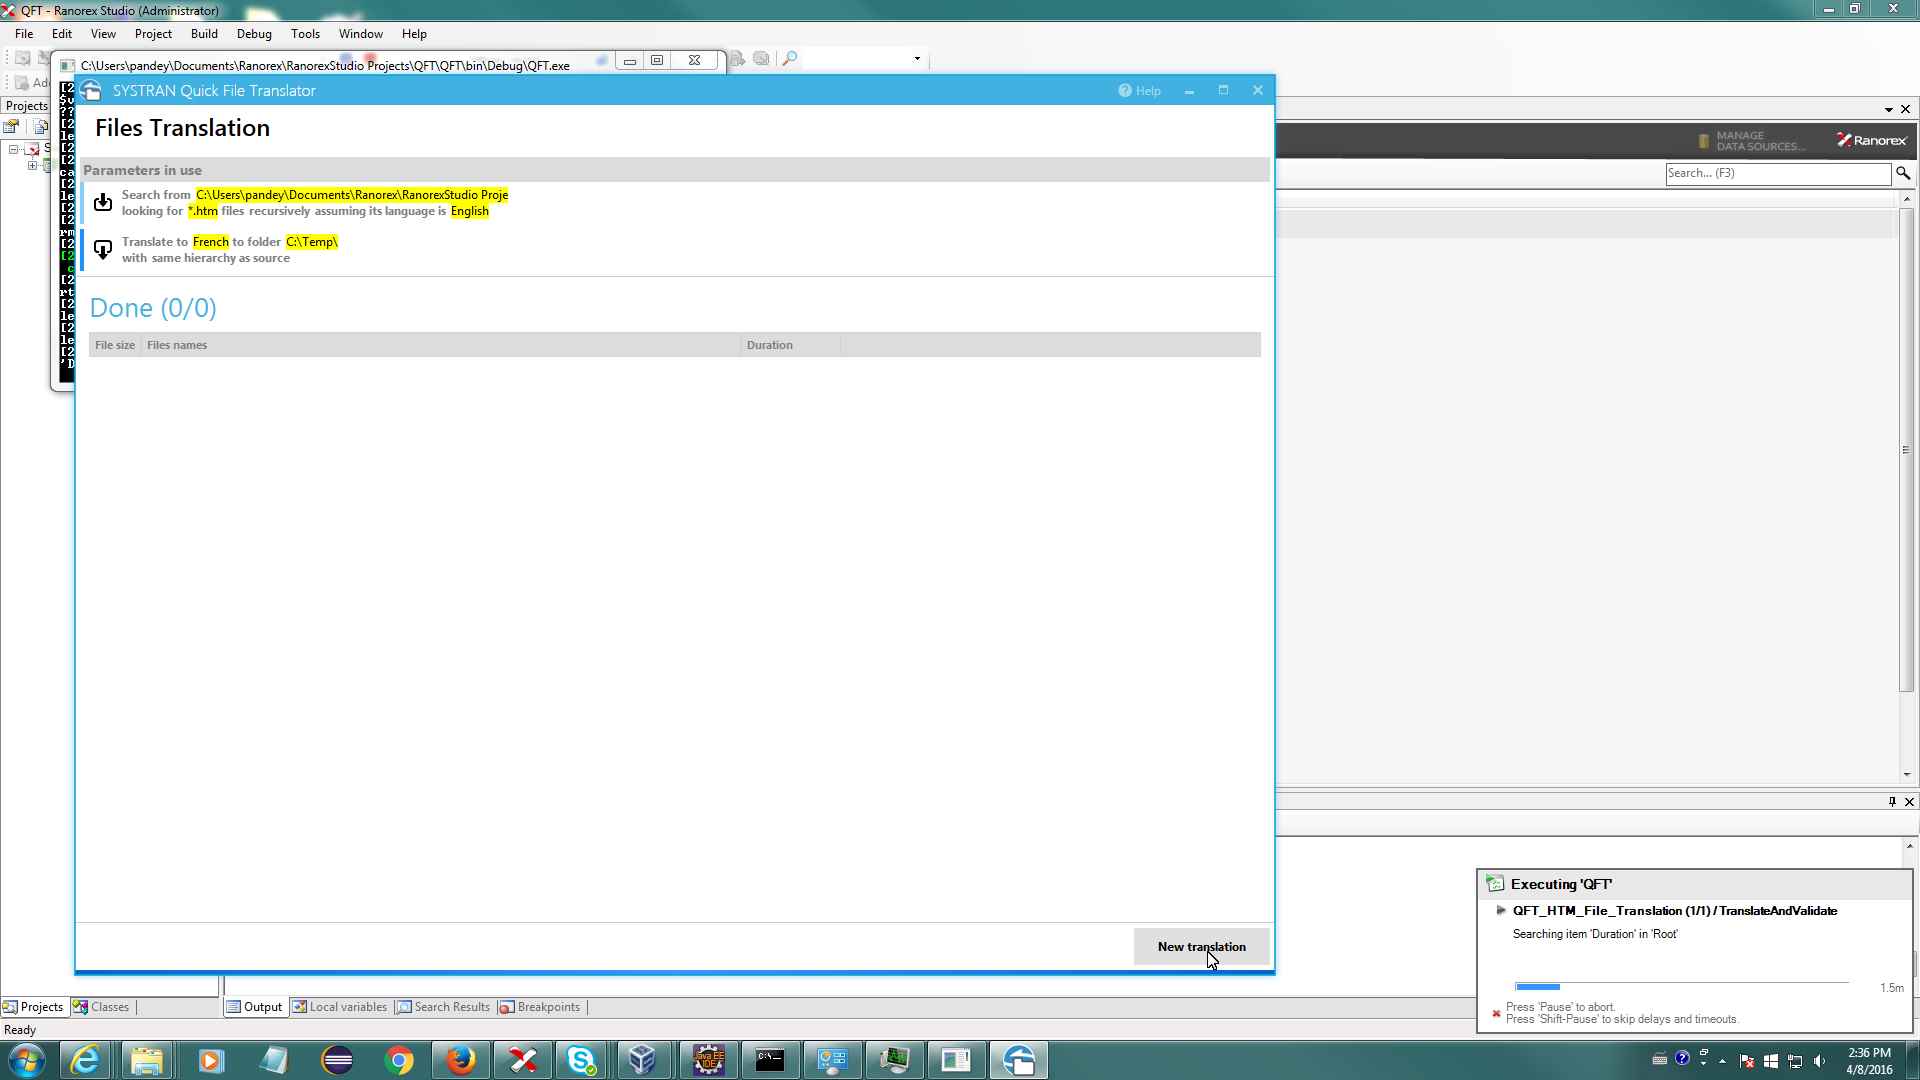 QFT - Ranorex Studio (Administrator)
File Edit View Project Build Debug Tools Window Help
C:\Users\pandey\Documents\Ranorex\RanorexStudio Projects\QFT\QFT\bin\Debug\QFT.exe
SYSTRAN Quick File Translator
Help
Projects
Files Translation
MANAGE
DATA SOURCES...
Ranorex
Search... (F3)
Parameters in use
Search from C:\Users\pandey\Documents\Ranorex\RanorexStudio Proje
looking for *.htm files recursively assuming its language is English
Translate to French to folder C:\Temp\
with same hierarchy as source
Done (0/0)
File size Files names Duration
New translation
Executing 'QFT'
QFT_HTM_File_Translation (1/1) / TranslateAndValidate
Searching item 'Duration' in 'Root'
1.5m
Press 'Pause' to abort.
Press 'Shift-Pause' to skip delays and timeouts.
Projects Classes Output Local variables Search Results Breakpoints
Ready
Java EE
IDE
2:36 PM
4/8/2016